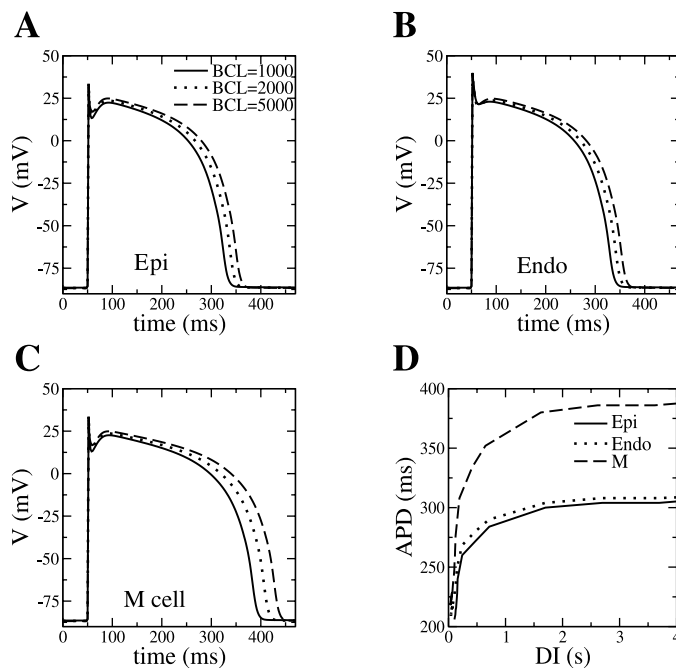 A
50
25
0
-25
-50
-75
V (mV)
BCL=1000
BCL=2000
BCL=5000
Epi
0 100 200 300 400
time (ms)
B
50
25
0
-25
-50
-75
V (mV)
Endo
0 100 200 300 400
time (ms)
C
50
25
0
-25
-50
-75
V (mV)
M cell
0 100 200 300 400
time (ms)
D
400
350
300
250
200
APD (ms)
Epi
Endo
M
0 1 2 3 4
DI (s)